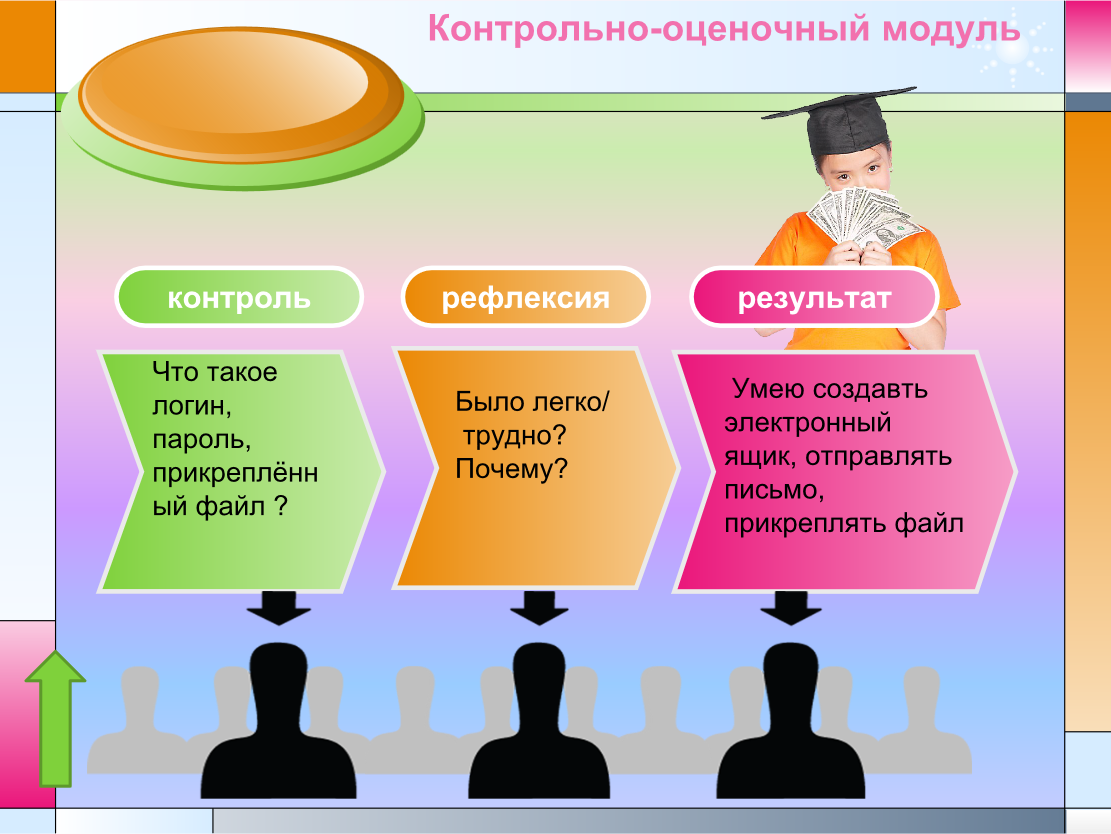 Контрольно-оценочный модуль
контроль
рефлексия
результат
Что такое
логин,
пароль,
прикреплённ
ый файл ?
Было легко/
трудно?
Почему?
Умею создавть
электронный
ящик, отправлять
письмо,
прикреплять файл